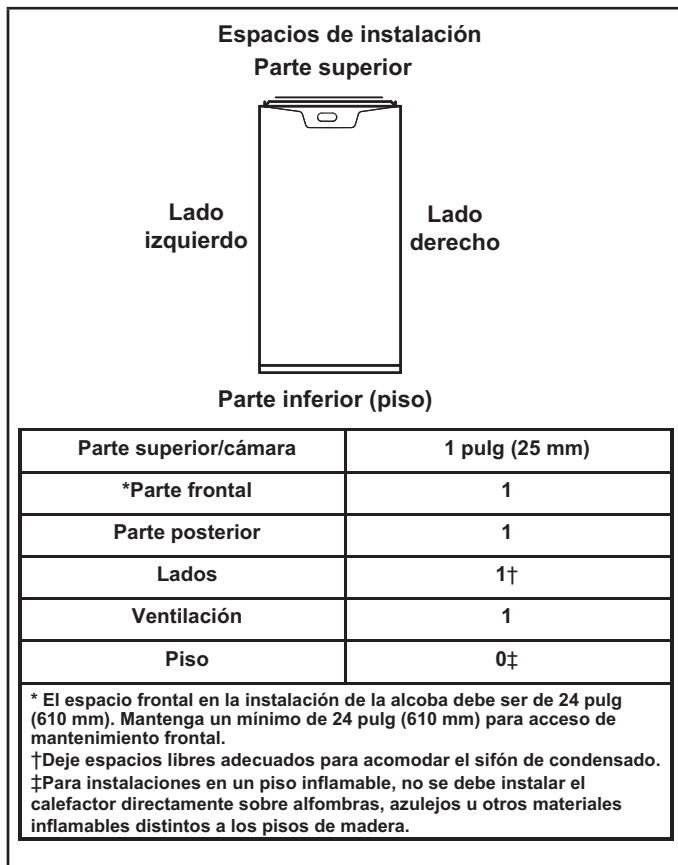 Espacios de instalación
Parte superior
Lado
izquierdo
Lado
derecho
Parte inferior (piso)
Parte superior/cámara 1 pulg (25 mm)
*Parte frontal 1
Parte posterior 1
Lados 1†
Ventilación 1
Piso 0‡
* El espacio frontal en la instalación de la alcoba debe ser de 24 pulg
(610 mm). Mantenga un mínimo de 24 pulg (610 mm) para acceso de
mantenimiento frontal.
†Deje espacios libres adecuados para acomodar el sifón de condensado.
‡Para instalaciones en un piso inflamable, no se debe instalar el
calefactor directamente sobre alfombras, azulejos u otros materiales
inflamables distintos a los pisos de madera.